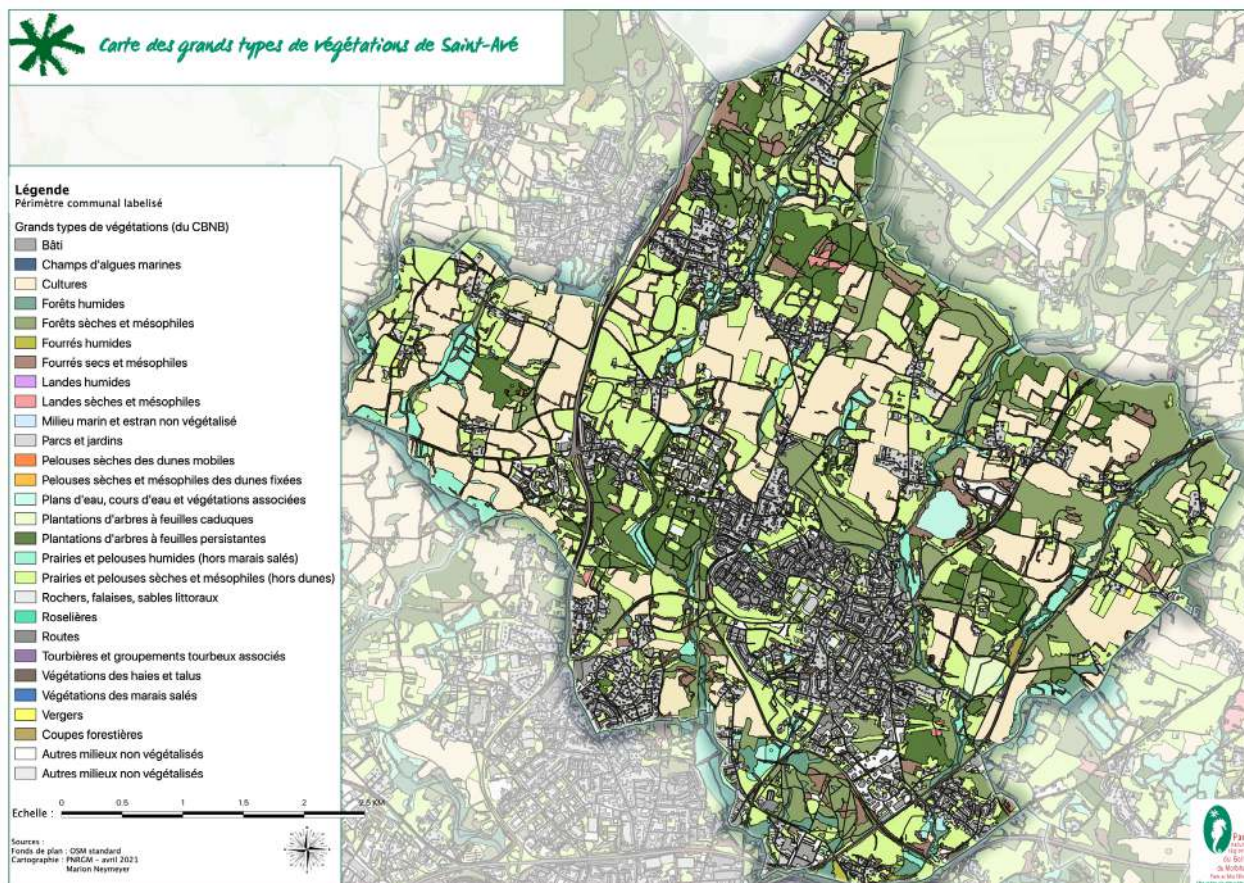 Carte des grands types de végétations de Saint-Avé
Légende
Périmètre communal labelisé
Grands types de végétations (du CBNB)
Bâti
Champs d'algues marines
Cultures
Forêts humides
Forêts sèches et mésophiles
Fourrés humides
Fourrés secs et mésophiles
Landes humides
Landes sèches et mésophiles
Milieu marin et estran non végétalisé
Parcs et jardins
Pelouses sèches des dunes mobiles
Pelouses sèches et mésophiles des dunes fixées
Plans d'eau, cours d'eau et végétations associées
Plantations d'arbres à feuilles caduques
Plantations d'arbres à feuilles persistantes
Prairies et pelouses humides (hors marais salés)
Prairies et pelouses sèches et mésophiles (hors dunes)
Rochers, falaises, sables littoraux
Roselières
Routes
Tourbières et groupements tourbeux associés
Végétations des haies et talus
Végétations des marais salés
Vergers
Coupes forestières
Autres milieux non végétalisés
Autres milieux non végétalisés
0 0.5 1 1.5 2 2.5 KM
Echelle :
Sources :
Fonds de plan : OSM standard
Cartographie : PNRGM - avril 2021
Marion Neymeyer